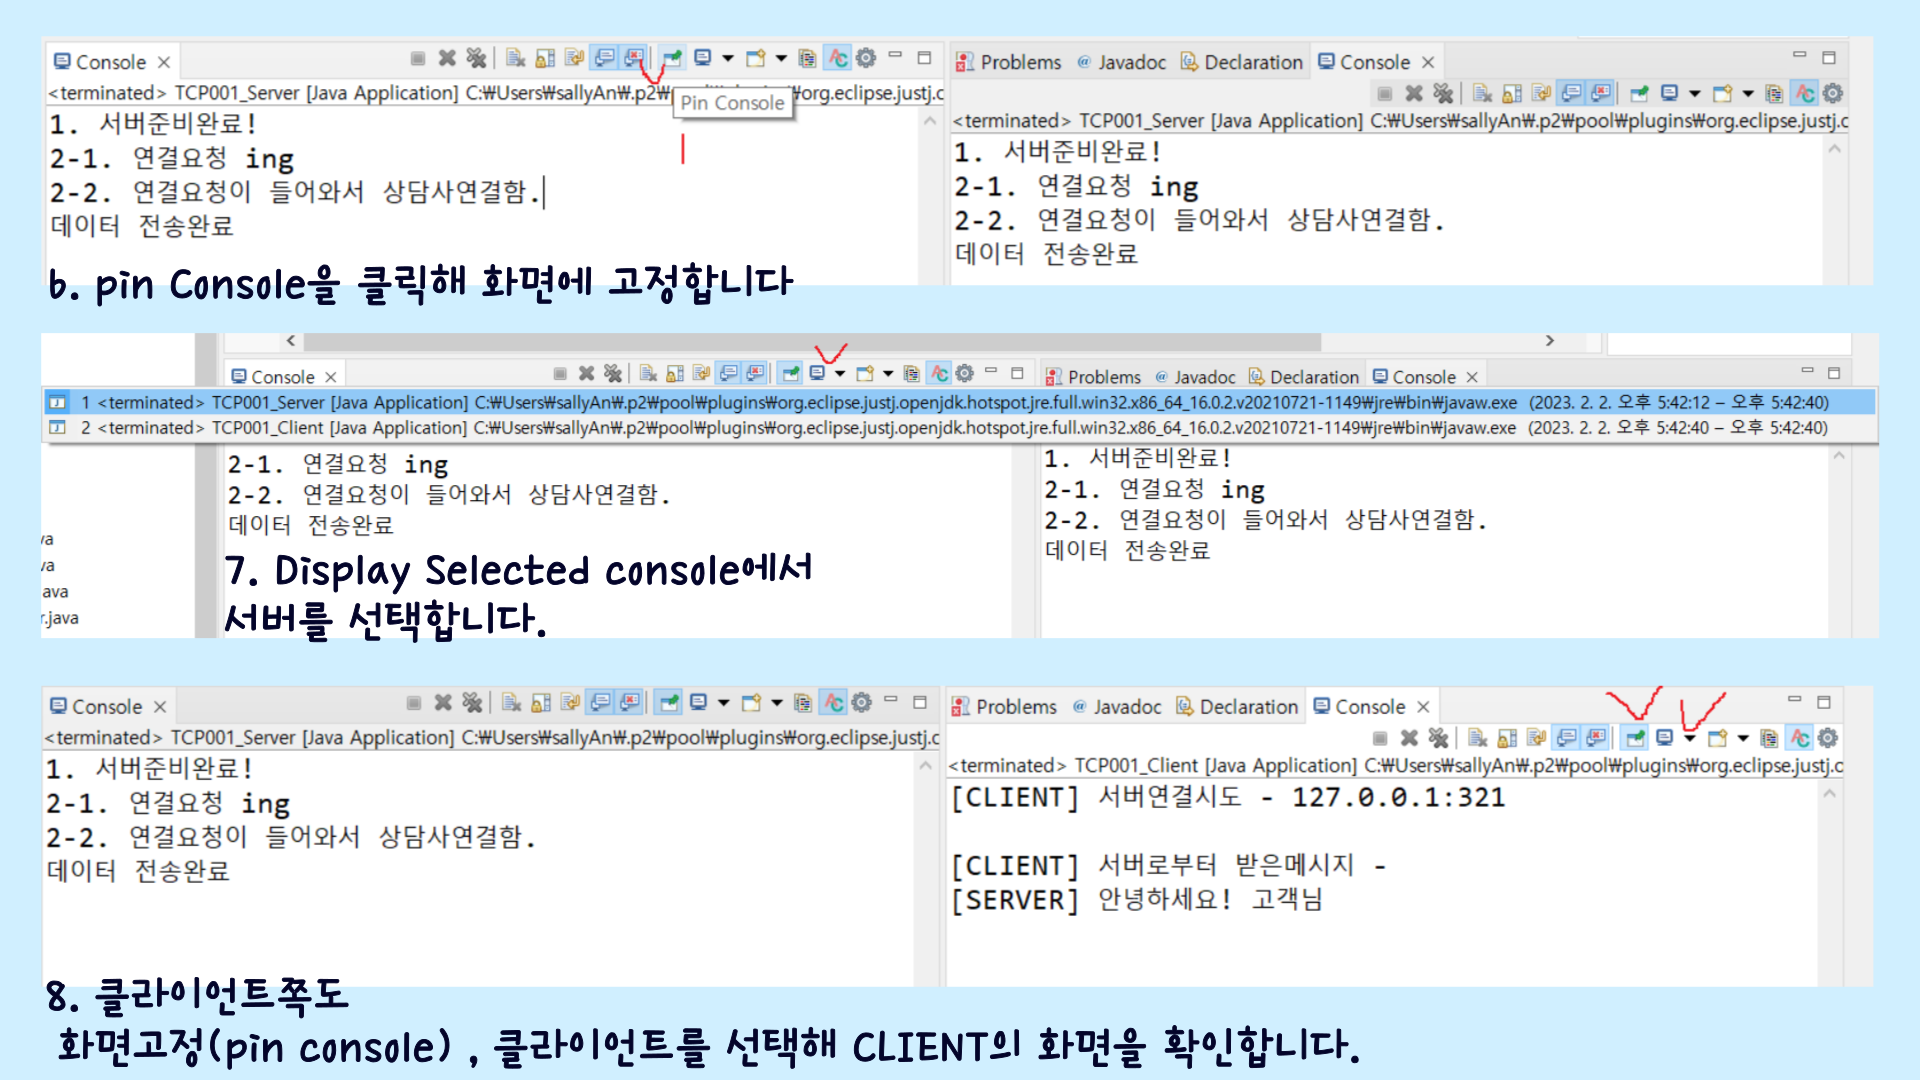 Console
<terminated> TCP001_Server [Java Application] C:₩Users₩sallyAn₩.p2₩
₩org.eclipse.justj.c
Pin Console
1. 서버준비완료!
2-1. 연결요청 ing
2-2. 연결요청이 들어와서 상담사연결함.
데이터 전송완료
6. pin Console을 클릭해 화면에 고정합니다
Problems @ Javadoc Declaration Console
<terminated> TCP001_Server [Java Application] C:₩Users₩sallyAn₩.p2₩pool₩plugins₩org.eclipse.justj.c
1. 서버준비완료!
2-1. 연결요청 ing
2-2. 연결요청이 들어와서 상담사연결함.
데이터 전송완료
Console
Problems @ Javadoc Declaration Console
1 <terminated> TCP001_Server [Java Application] C:₩Users₩sallyAn₩.p2₩pool₩plugins₩org.eclipse.justj.openjdk.hotspot.jre.full.win32.x86_64_16.0.2.v20210721-1149₩jre₩bin₩javaw.exe (2023. 2. 2. 오후 5:42:12 – 오후 5:42:40)
2 <terminated> TCP001_Client [Java Application] C:₩Users₩sallyAn₩.p2₩pool₩plugins₩org.eclipse.justj.openjdk.hotspot.jre.full.win32.x86_64_16.0.2.v20210721-1149₩jre₩bin₩javaw.exe (2023. 2. 2. 오후 5:42:40 – 오후 5:42:40)
2-1. 연결요청 ing
2-2. 연결요청이 들어와서 상담사연결함.
데이터 전송완료
1. 서버준비완료!
2-1. 연결요청 ing
2-2. 연결요청이 들어와서 상담사연결함.
데이터 전송완료
va
va
ava
r.java
7. Display Selected console에서
서버를 선택합니다.
Console
<terminated> TCP001_Server [Java Application] C:₩Users₩sallyAn₩.p2₩pool₩plugins₩org.eclipse.justj.c
1. 서버준비완료!
2-1. 연결요청 ing
2-2. 연결요청이 들어와서 상담사연결함.
데이터 전송완료
Problems @ Javadoc Declaration Console
<terminated> TCP001_Client [Java Application] C:₩Users₩sallyAn₩.p2₩pool₩plugins₩org.eclipse.justj.o
[CLIENT] 서버연결시도 - 127.0.0.1:321
[CLIENT] 서버로부터 받은메시지 -
[SERVER] 안녕하세요! 고객님
8. 클라이언트쪽도
화면고정(pin console) , 클라이언트를 선택해 CLIENT의 화면을 확인합니다.